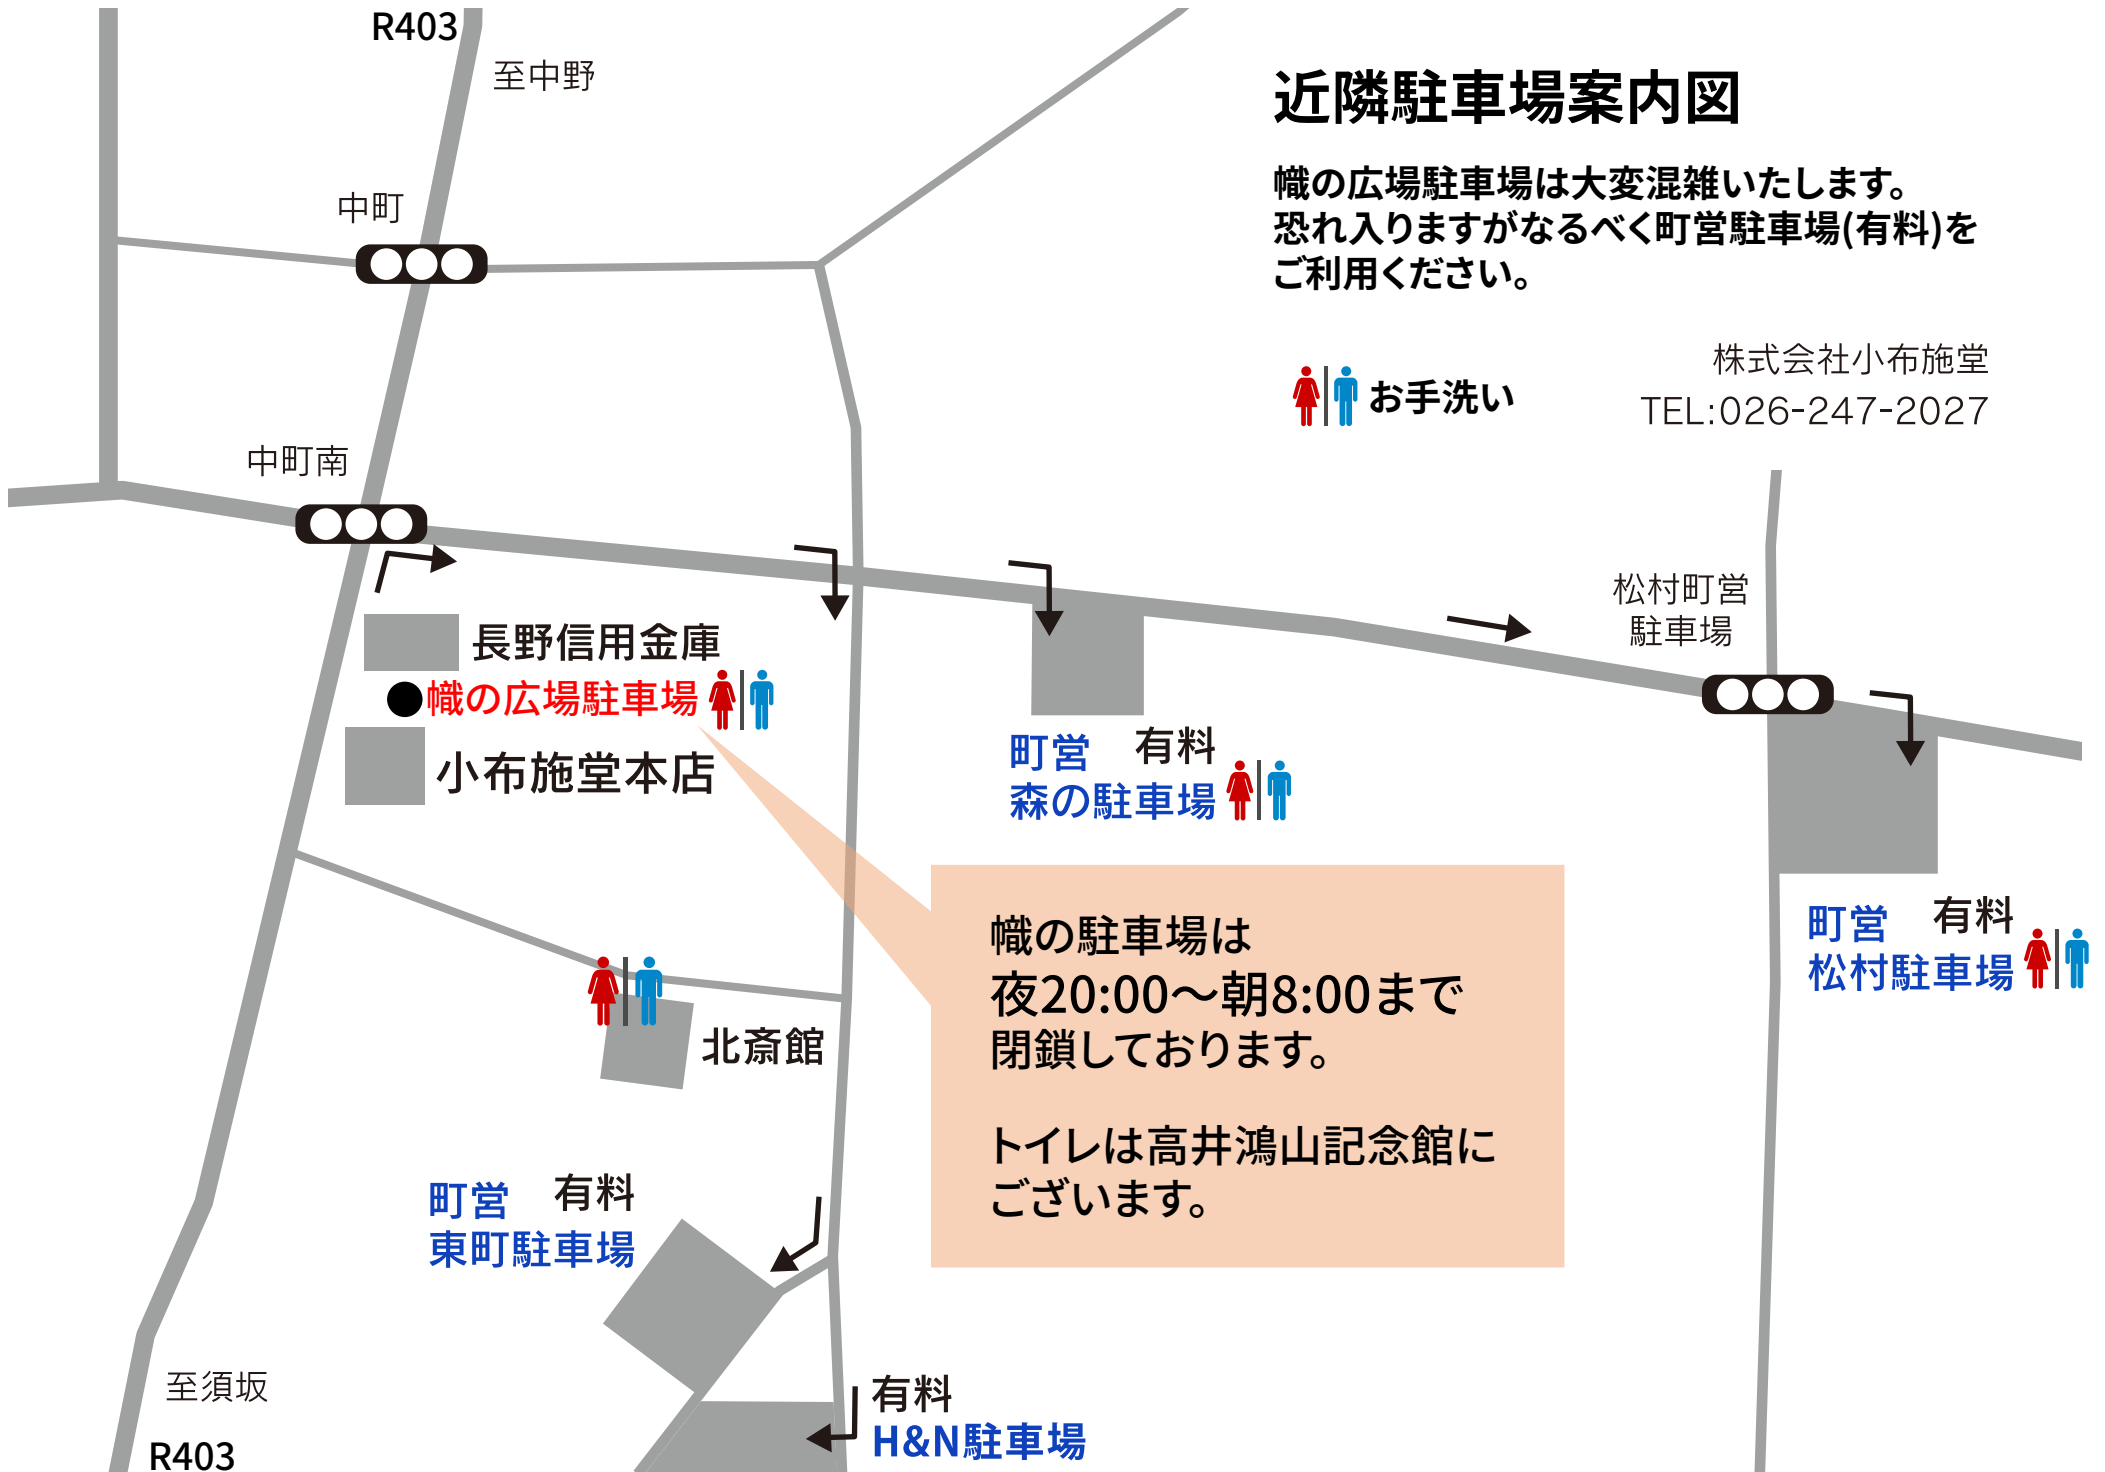 R403
至中野
近隣駐車場案内図
幟の広場駐車場は大変混雑いたします。
恐れ入りますがなるべく町営駐車場(有料)を
ご利用ください。
お手洗い
株式会社小布施堂
TEL:026-247-2027
中町
中町南
長野信用金庫
幟の広場駐車場
小布施堂本店
松村町営
駐車場
町営 有料
森の駐車場
町営 有料
松村駐車場
幟の駐車場は
夜20:00〜朝8:00まで
閉鎖しております。
トイレは高井鴻山記念館に
ございます。
北斎館
町営 有料
東町駐車場
有料
H&N駐車場
至須坂
R403